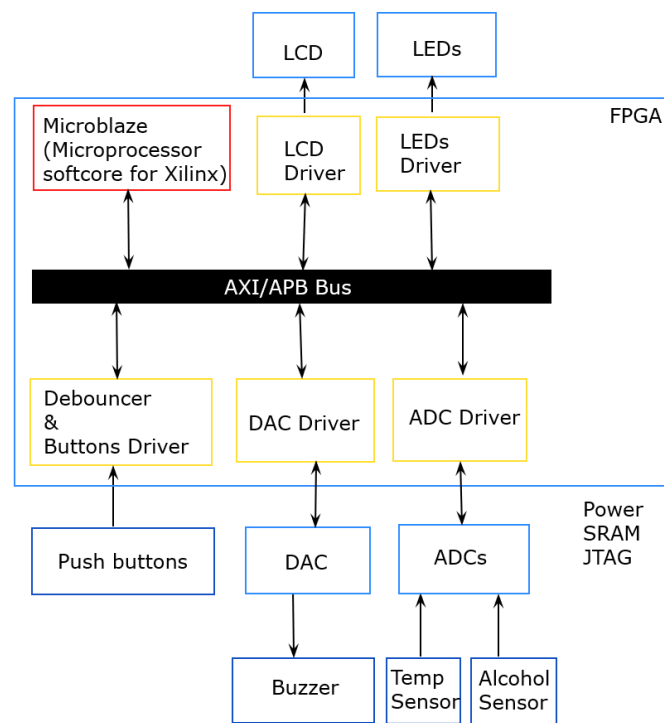 LCD
LEDs
FPGA
Microblaze
(Microprocessor
softcore for Xilinx)
LCD
Driver
LEDs
Driver
AXI/APB Bus
Debouncer
&
Buttons Driver
DAC Driver
ADC Driver
Power
SRAM
JTAG
Push buttons
DAC
ADCs
Buzzer
Temp
Sensor
Alcohol
Sensor